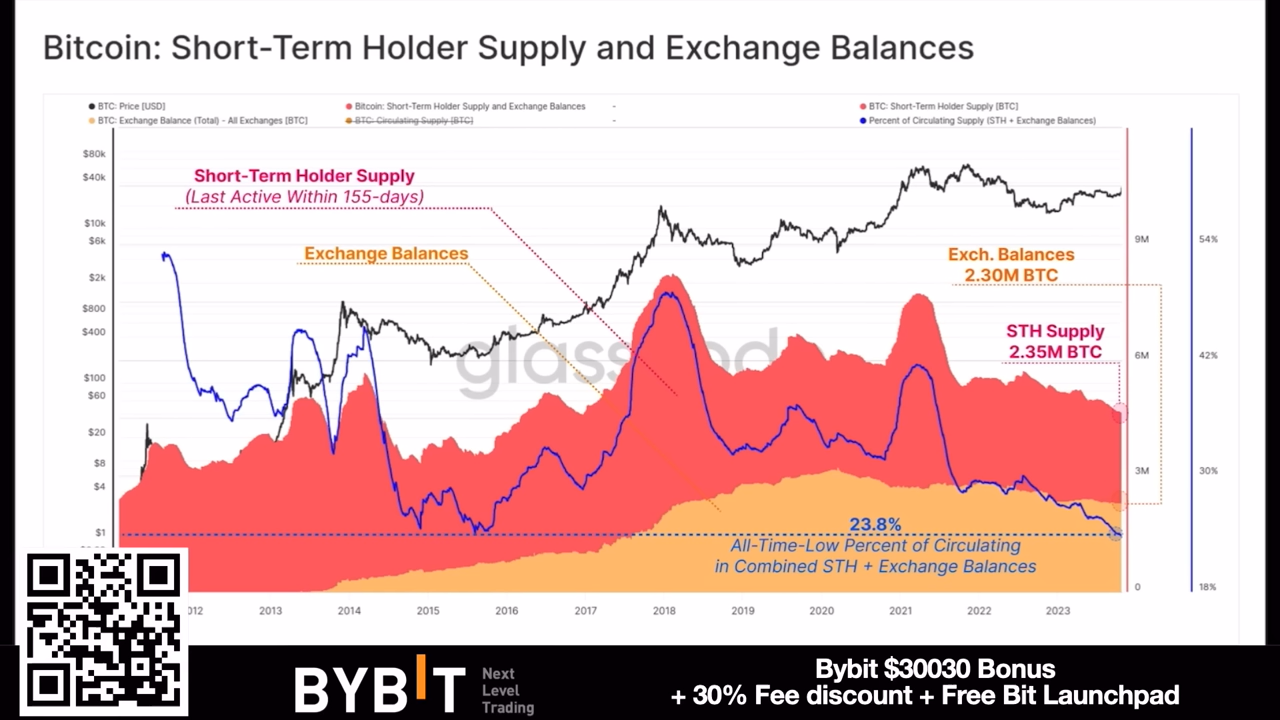 Bitcoin: Short-Term Holder Supply and Exchange Balances
BTC: Price [USD]
Bitcoin: Short-Term Holder Supply and Exchange Balances
-
BTC: Short-Term Holder Supply [BTC]
BTC: Exchange Balance (Total) - All Exchanges [BTC]
BTC: Circulating Supply [BTC]
-
Percent of Circulating Supply (STH + Exchange Balances)
$80k
$40k
$10k
$6k
$2k
$800
$400
$100
$60
$20
$8
$4
$1
Short-Term Holder Supply
(Last Active Within 155-days)
Exchange Balances
Exch. Balances
2.30M BTC
STH Supply
2.35M BTC
23.8%
All-Time-Low Percent of Circulating
in Combined STH + Exchange Balances
9M
6M
3M
0
54%
42%
30%
18%
2013
2014
2015
2016
2017
2018
2019
2020
2021
2022
2023
BYBIT
Next
Level
Trading
Bybit $30030 Bonus
+ 30% Fee discount + Free Bit Launchpad